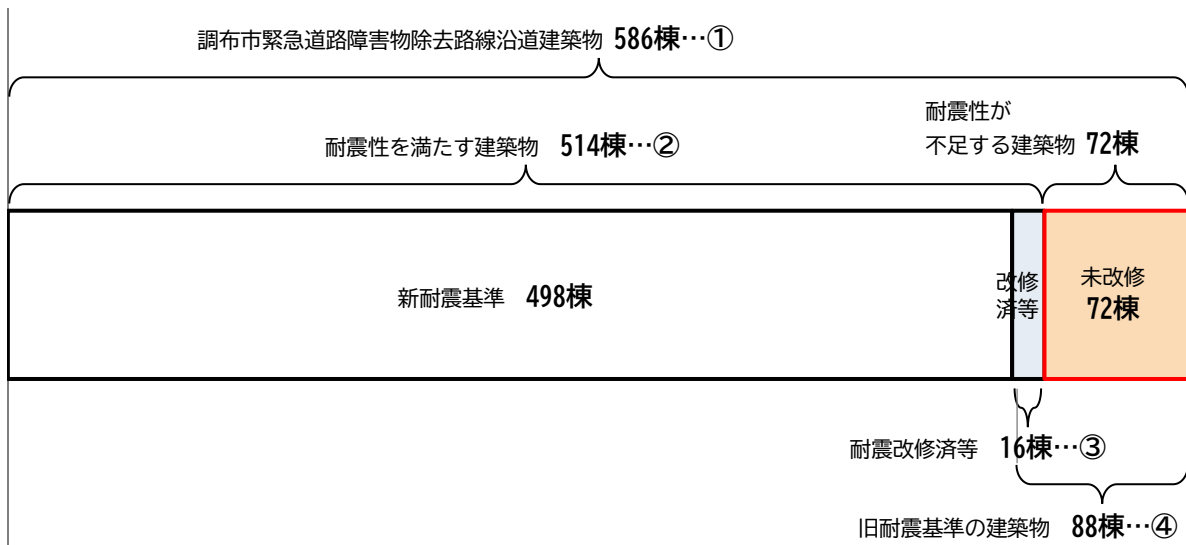 調布市緊急道路障害物除去路線沿道建築物 586棟…①
耐震性が
不足する建築物 72棟
耐震性を満たす建築物 514棟…②
新耐震基準 498棟
改修
済等
未改修
72棟
耐震改修済等 16棟…③
旧耐震基準の建築物 88棟…④